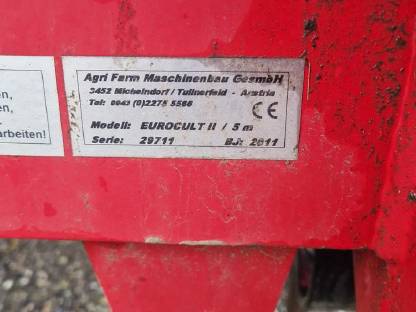 Agri Farm Maschinenbau GesmbH
3452 Michelndorf / Tullnerfeld - Austria
Tel: 0043 (0)2275 5566
CE
Modell: EUROCULT II / 5 m
Serie: 29711 BJ: 2011
en,
en,
arbeiten!